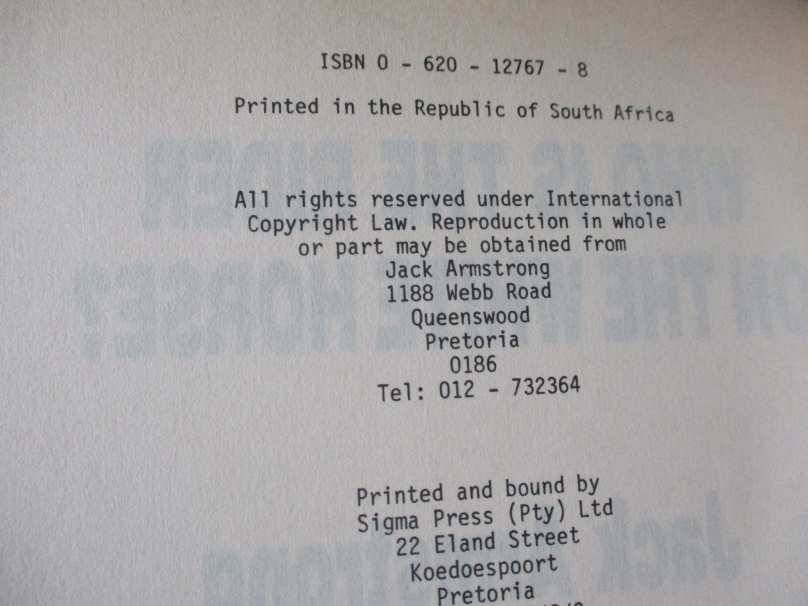 ISBN 0 - 620 - 12767 - 8
Printed in the Republic of South Africa
All rights reserved under International
Copyright Law. Reproduction in whole
or part may be obtained from
Jack Armstrong
1188 Webb Road
Queenswood
Pretoria
0186
Tel: 012 - 732364
Printed and bound by
Sigma Press (Pty) Ltd
22 Eland Street
Koedoespoort
Pretoria